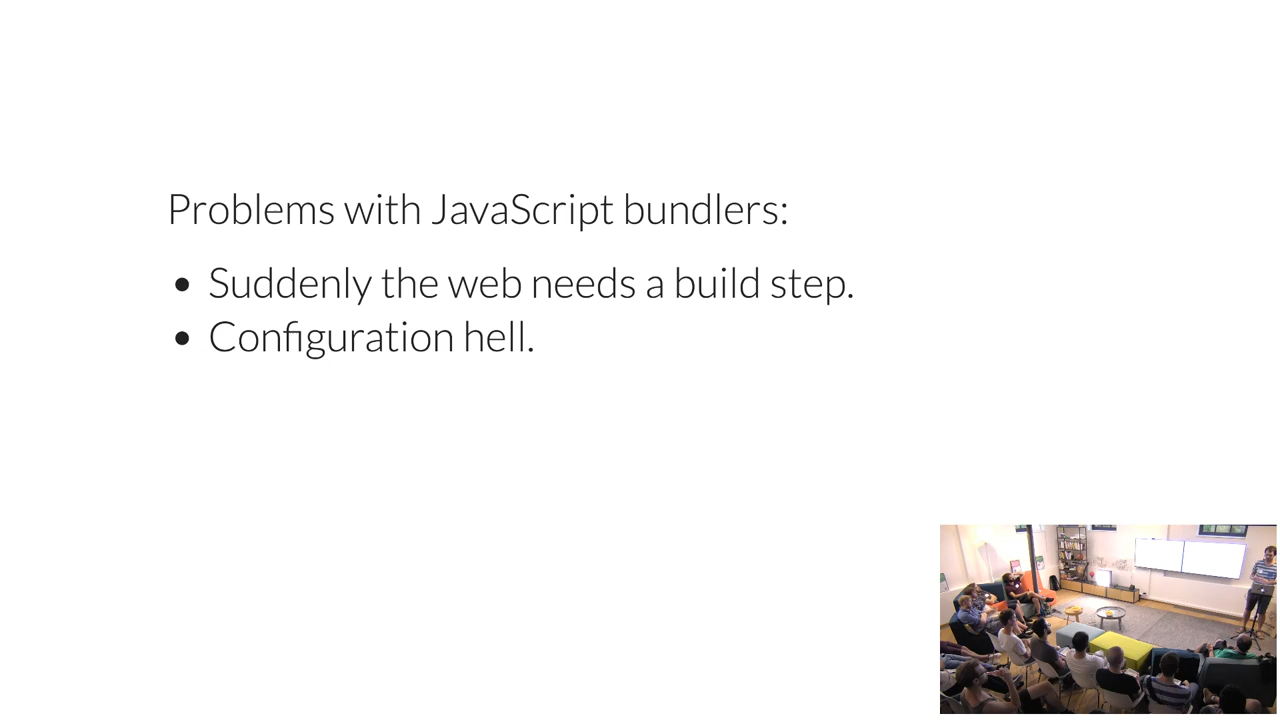 Problems with JavaScript bundlers:
• Suddenly the web needs a build step.
• Configuration hell.